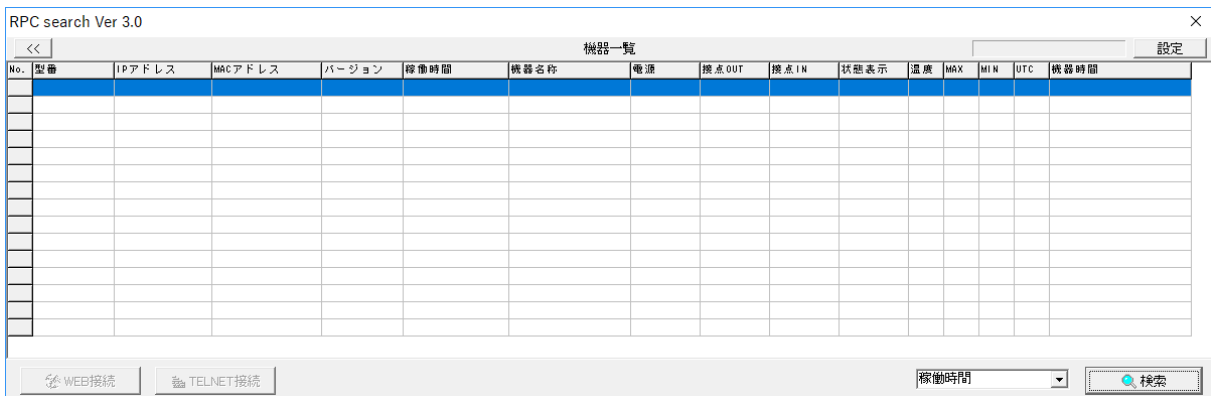 RPC search Ver 3.0
<< 機器一覧 設定
No. 型番 IPアドレス MACアドレス バージョン 稼働時間 機器名称 電源 接点OUT 接点IN 状態表示 温度 MAX MIN UTC 機器時間
WEB接続 TELNET接続 稼働時間 検索